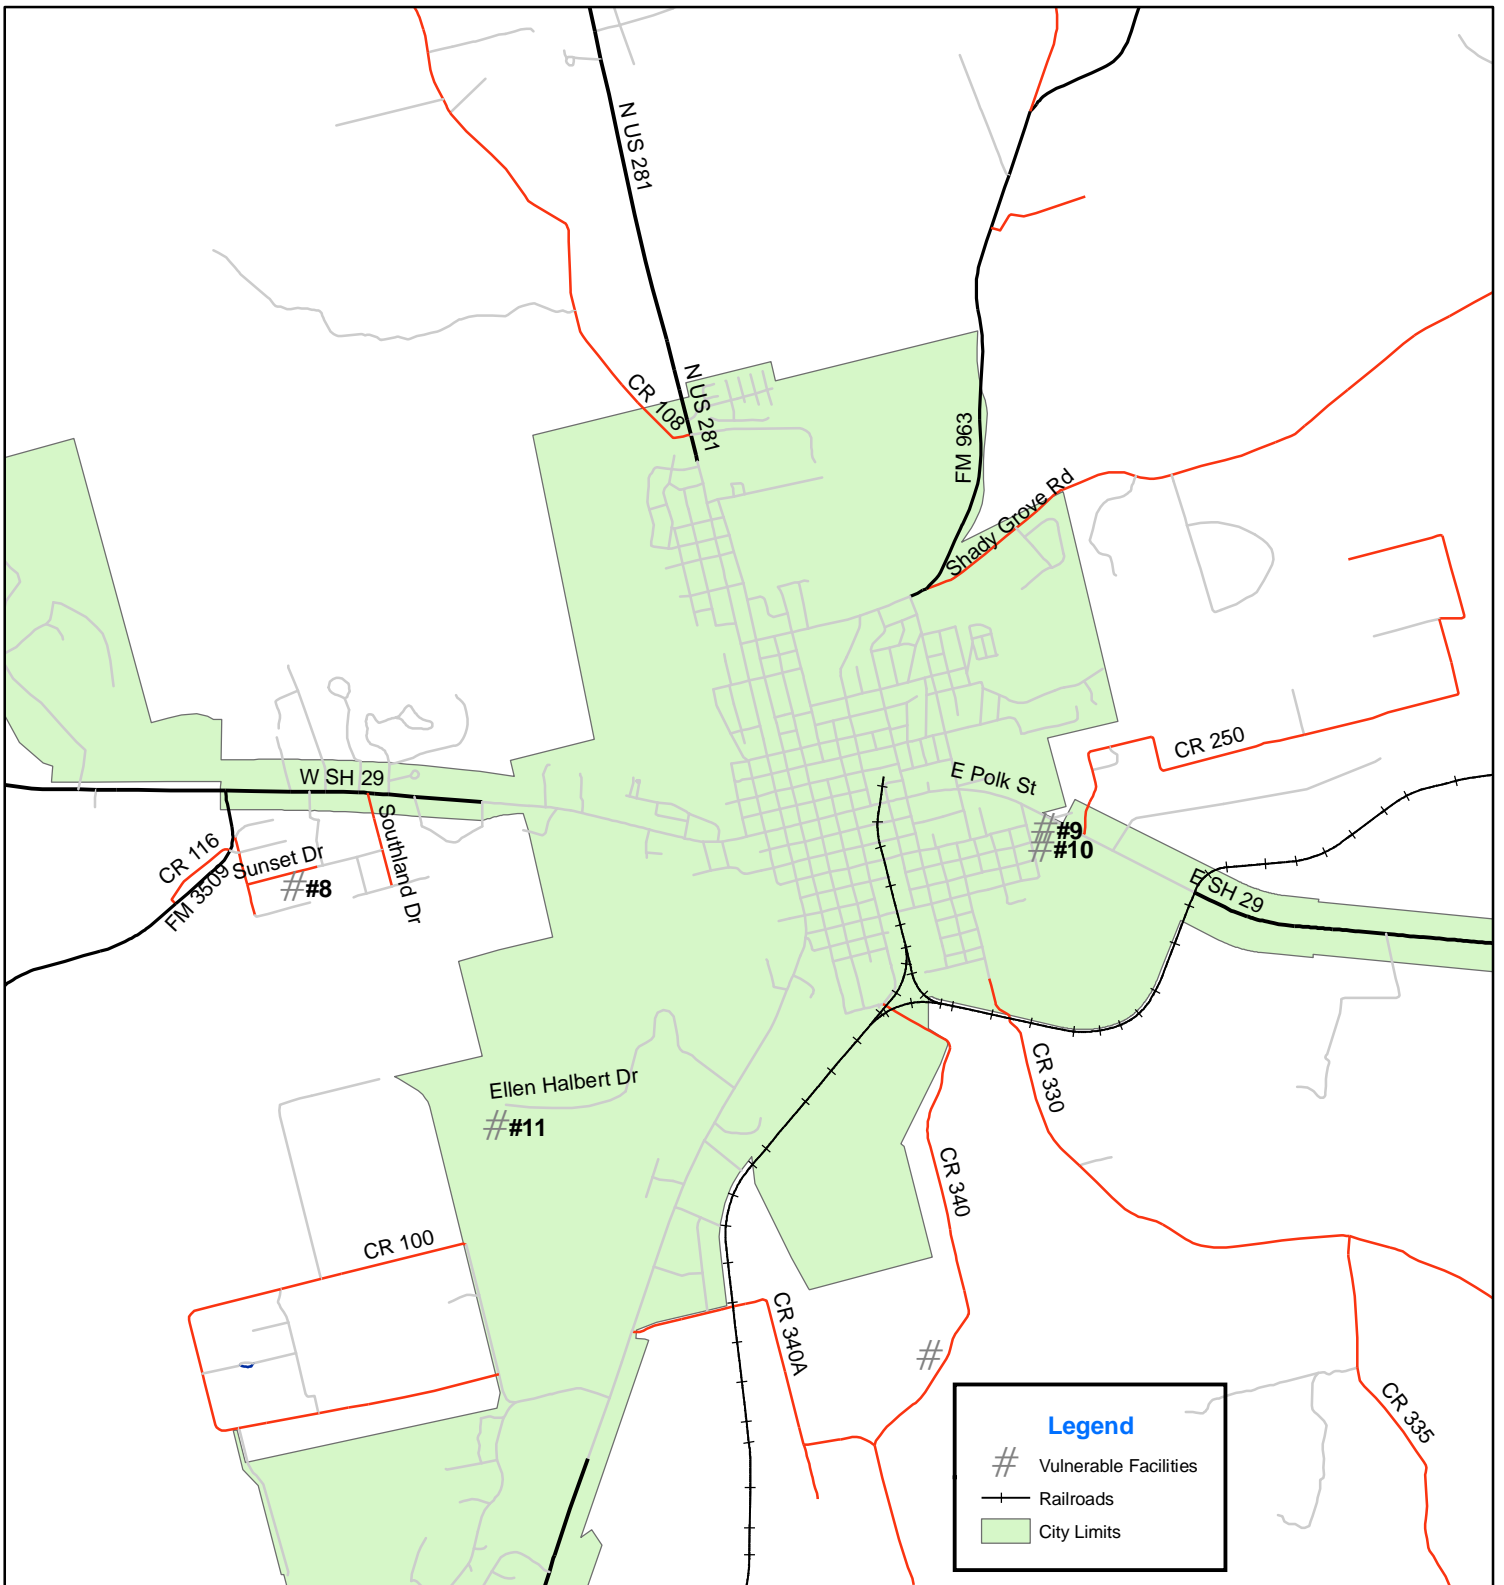 N US 281
N US 281
CR 108
FM 963
Shady Grove Rd
CR 250
E Polk St
W SH 29
#9
#10
Southland Dr
CR 116
Sunset Dr
FM 3509
#8
E SH 29
CR 330
Ellen Halbert Dr
#11
CR 340
CR 100
CR 340A
CR 335
Legend
# Vulnerable Facilities
Railroads
City Limits